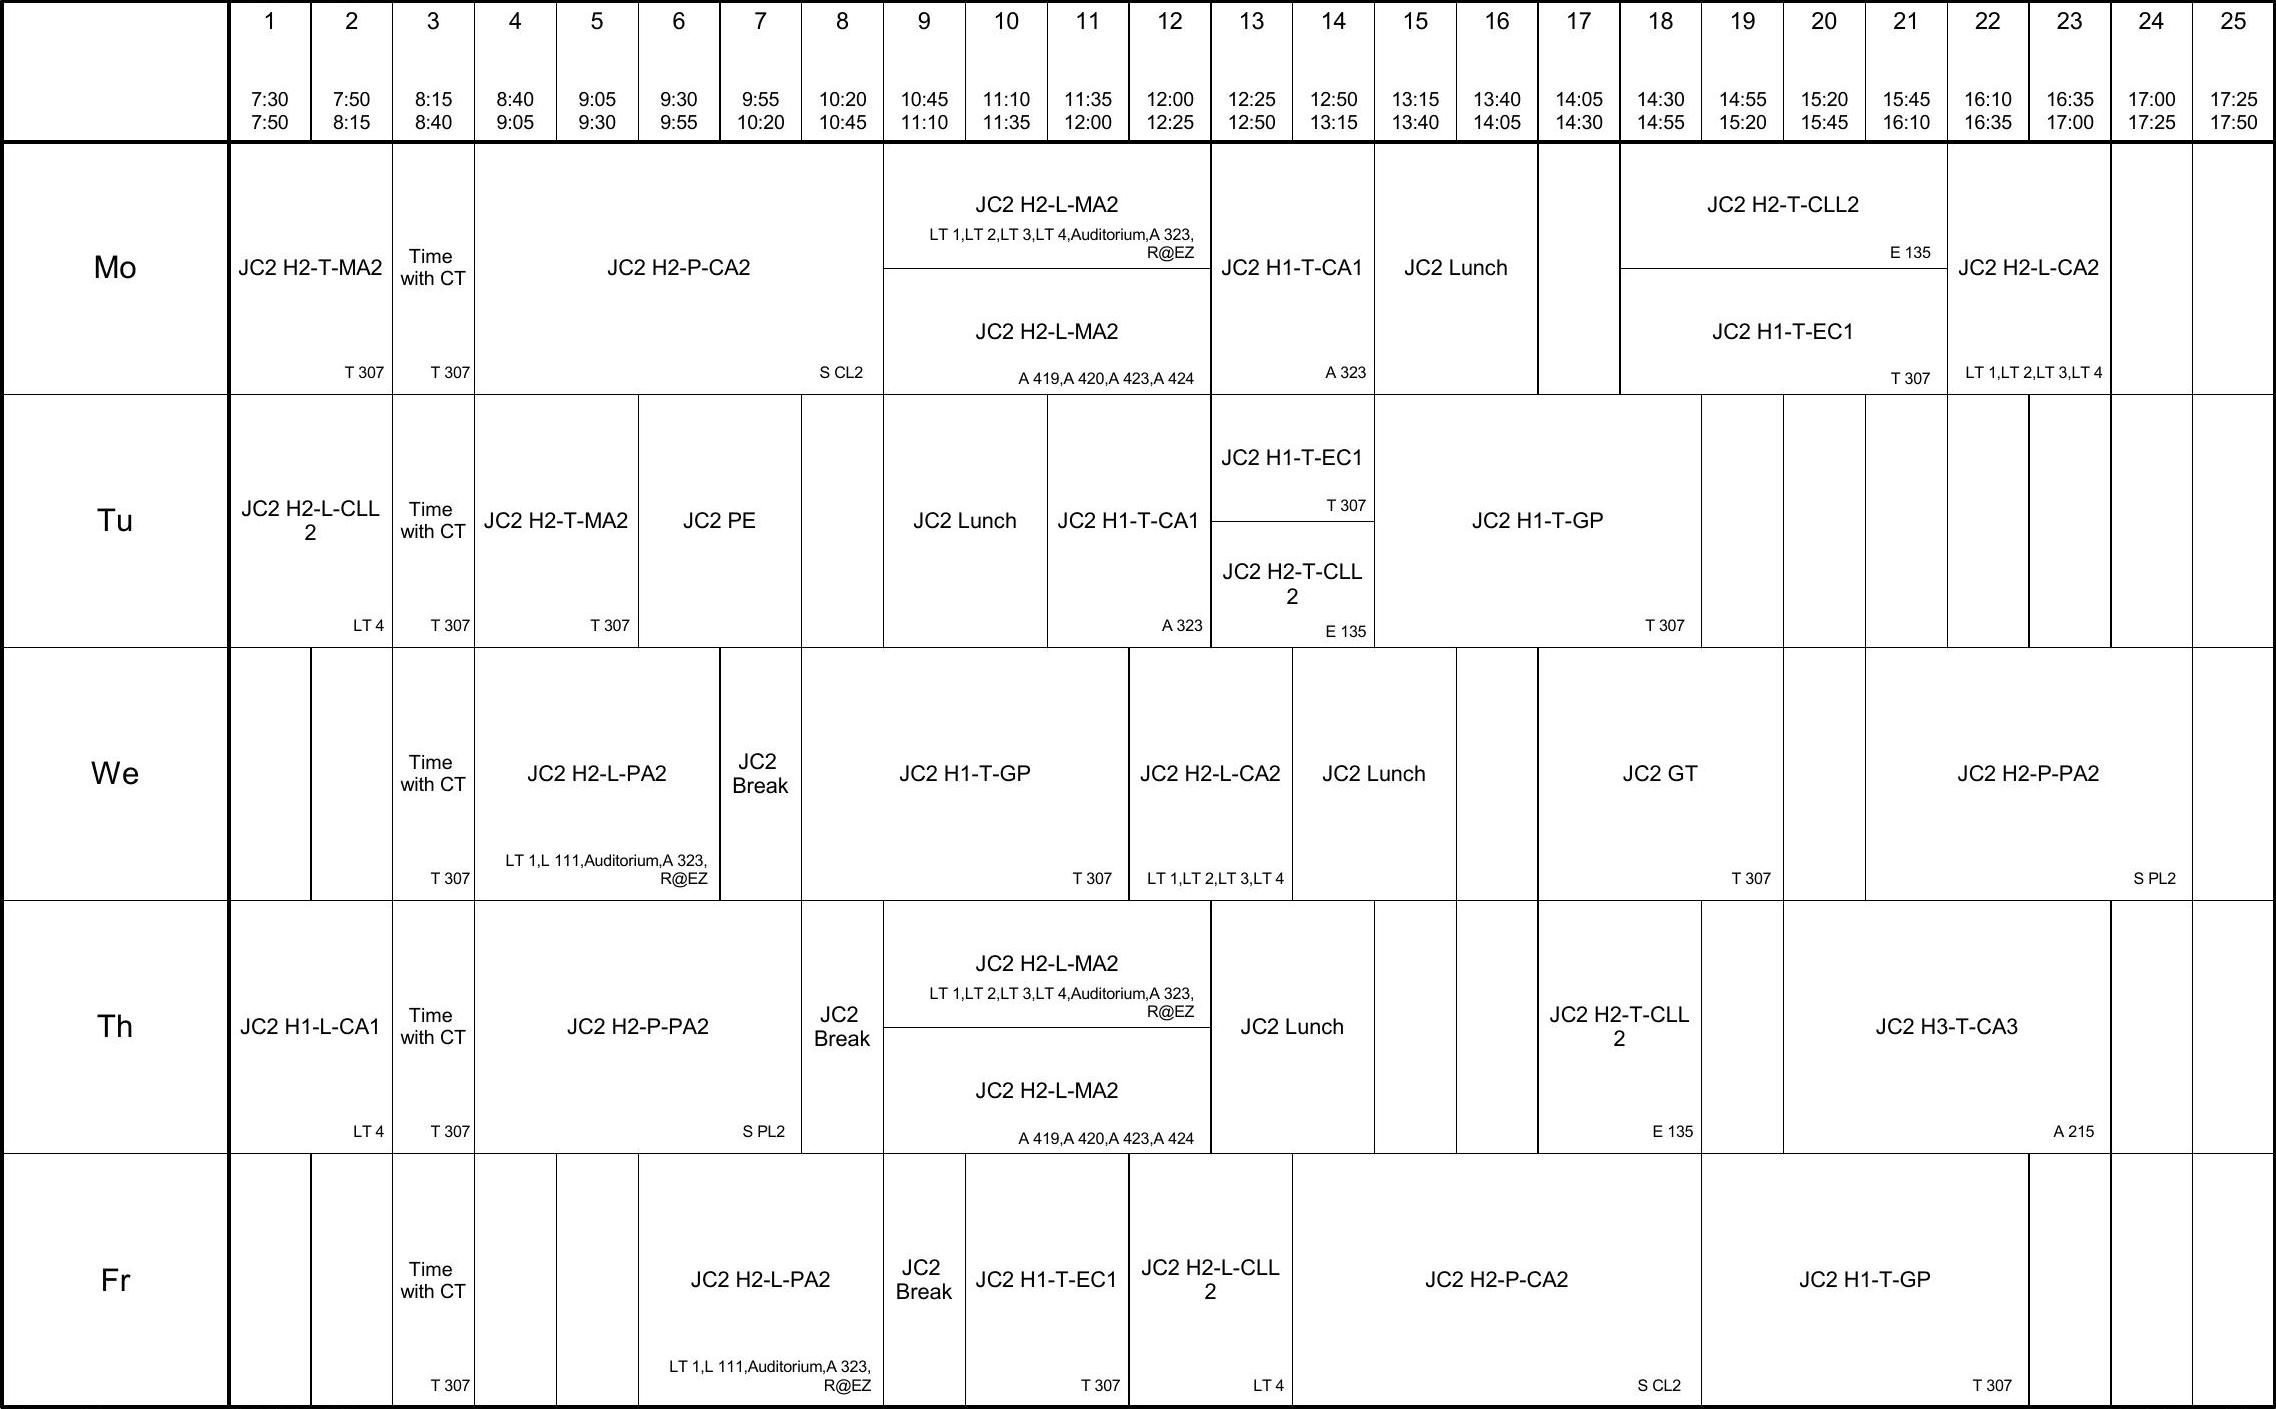 1 2 3 4 5 6 7 8 9 10 11 12 13 14 15 16 17 18 19 20 21 22 23 24 25
7:30 7:50 8:15 8:40 9:05 9:30 9:55 10:20 10:45 11:10 11:35 12:00 12:25 12:50 13:15 13:40 14:05 14:30 14:55 15:20 15:45 16:10 16:35 17:00 17:25
7:50 8:15 8:40 9:05 9:30 9:55 10:20 10:45 11:10 11:35 12:00 12:25 12:50 13:15 13:40 14:05 14:30 14:55 15:20 15:45 16:10 16:35 17:00 17:25 17:50
Mo
JC2 H2-T-MA2
T 307
Time
with CT
T 307
JC2 H2-P-CA2
S CL2
JC2 H2-L-MA2
LT 1,LT 2,LT 3,LT 4,Auditorium,A 323,
R@EZ
JC2 H2-L-MA2
A 419,A 420,A 423,A 424
JC2 H1-T-CA1
A 323
JC2 Lunch
JC2 H2-T-CLL2
E 135
JC2 H1-T-EC1
T 307
JC2 H2-L-CA2
LT 1,LT 2,LT 3,LT 4
Tu
JC2 H2-L-CLL
2
LT 4
Time
with CT
T 307
JC2 H2-T-MA2
T 307
JC2 PE
JC2 Lunch
JC2 H1-T-CA1
A 323
JC2 H1-T-EC1
T 307
JC2 H2-T-CLL
2
E 135
JC2 H1-T-GP
T 307
We
Time
with CT
T 307
JC2 H2-L-PA2
LT 1,L 111,Auditorium,A 323,
R@EZ
JC2
Break
JC2 H1-T-GP
T 307
JC2 H2-L-CA2
LT 1,LT 2,LT 3,LT 4
JC2 Lunch
JC2 GT
T 307
JC2 H2-P-PA2
S PL2
Th
JC2 H1-L-CA1
LT 4
Time
with CT
T 307
JC2 H2-P-PA2
S PL2
JC2
Break
JC2 H2-L-MA2
LT 1,LT 2,LT 3,LT 4,Auditorium,A 323,
R@EZ
JC2 H2-L-MA2
A 419,A 420,A 423,A 424
JC2 Lunch
JC2 H2-T-CLL
2
E 135
JC2 H3-T-CA3
A 215
Fr
Time
with CT
T 307
JC2 H2-L-PA2
LT 1,L 111,Auditorium,A 323,
R@EZ
JC2
Break
JC2 H1-T-EC1
T 307
JC2 H2-L-CLL
2
LT 4
JC2 H2-P-CA2
S CL2
JC2 H1-T-GP
T 307